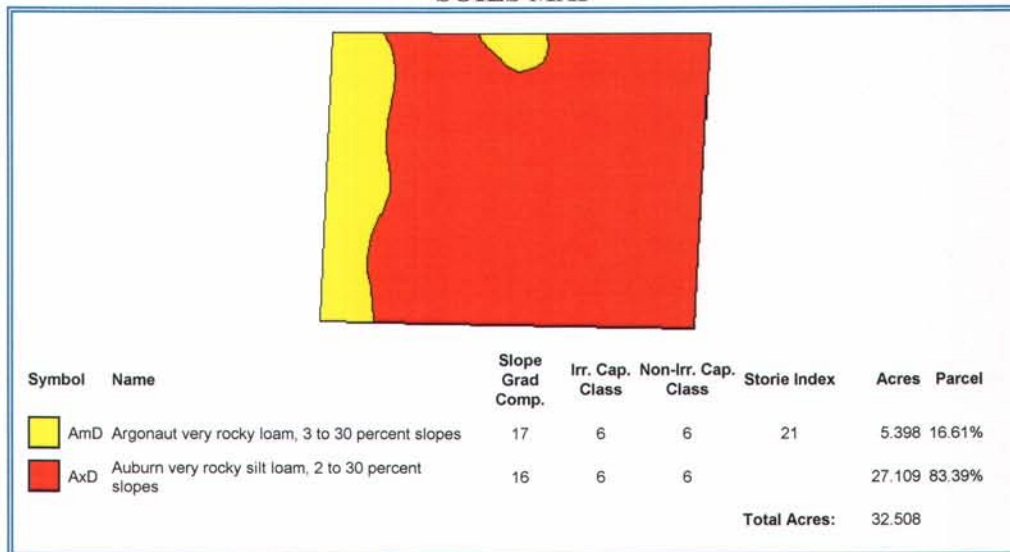 Symbol Name Slope Grad Comp. Irr. Cap. Class Non-Irr. Cap. Class Storie Index Acres Parcel
AmD Argonaut very rocky loam, 3 to 30 percent slopes 17 6 6 21 5.398 16.61%
AxD Auburn very rocky silt loam, 2 to 30 percent slopes 16 6 6 27.109 83.39%
Total Acres: 32.508